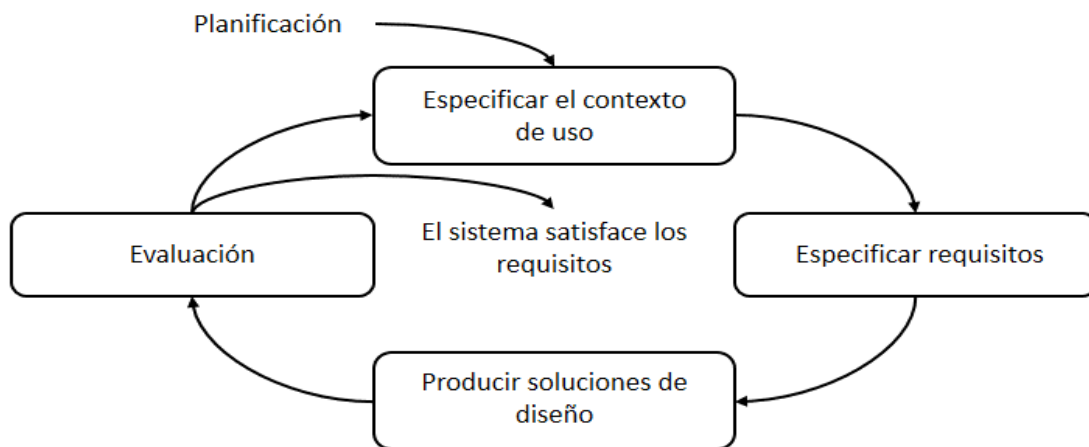 Planificación
Especificar el contexto
de uso
Evaluación
El sistema satisface los
requisitos
Especificar requisitos
Producir soluciones de
diseño